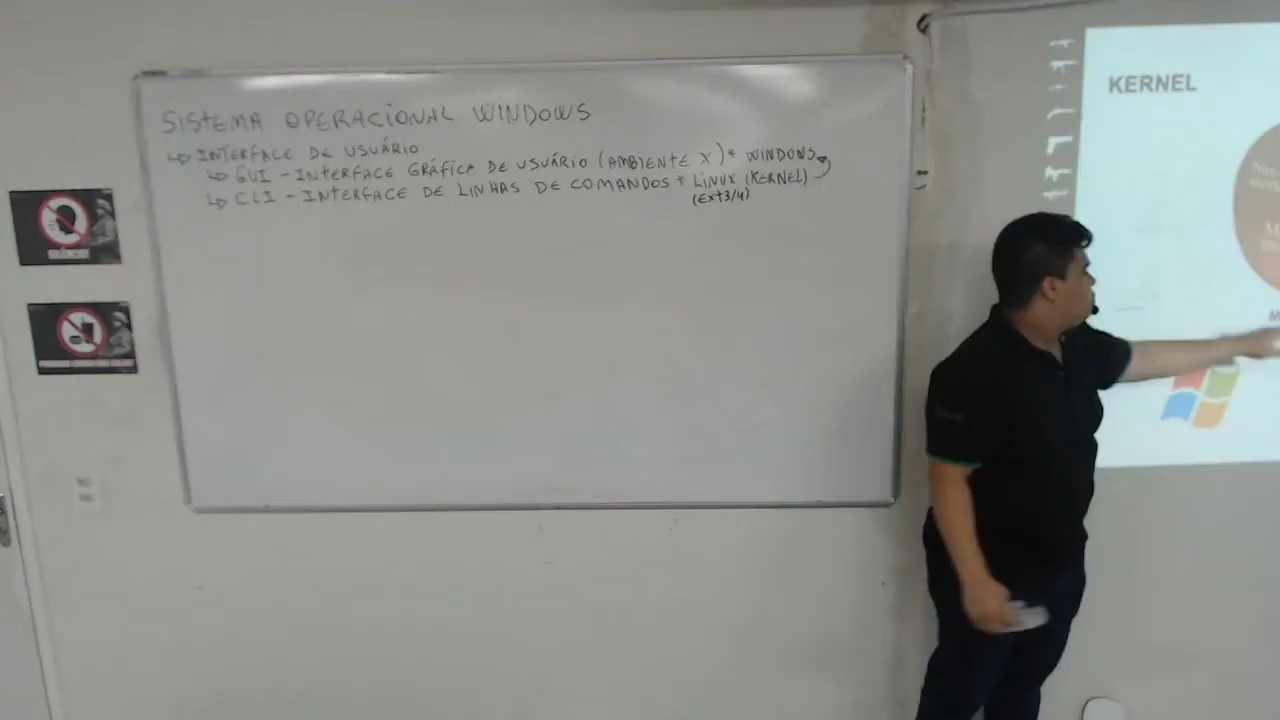 SISTEMA OPERACIONAL WINDOWS
↳ INTERFACE DE USUÁRIO
↳ GUI - INTERFACE GRÁFICA DE USUÁRIO (AMBIENTE X) * WINDOWS
↳ CLI - INTERFACE DE LINHAS DE COMANDOS * LINUX (KERNEL)
(Ext3/4)
KERNEL